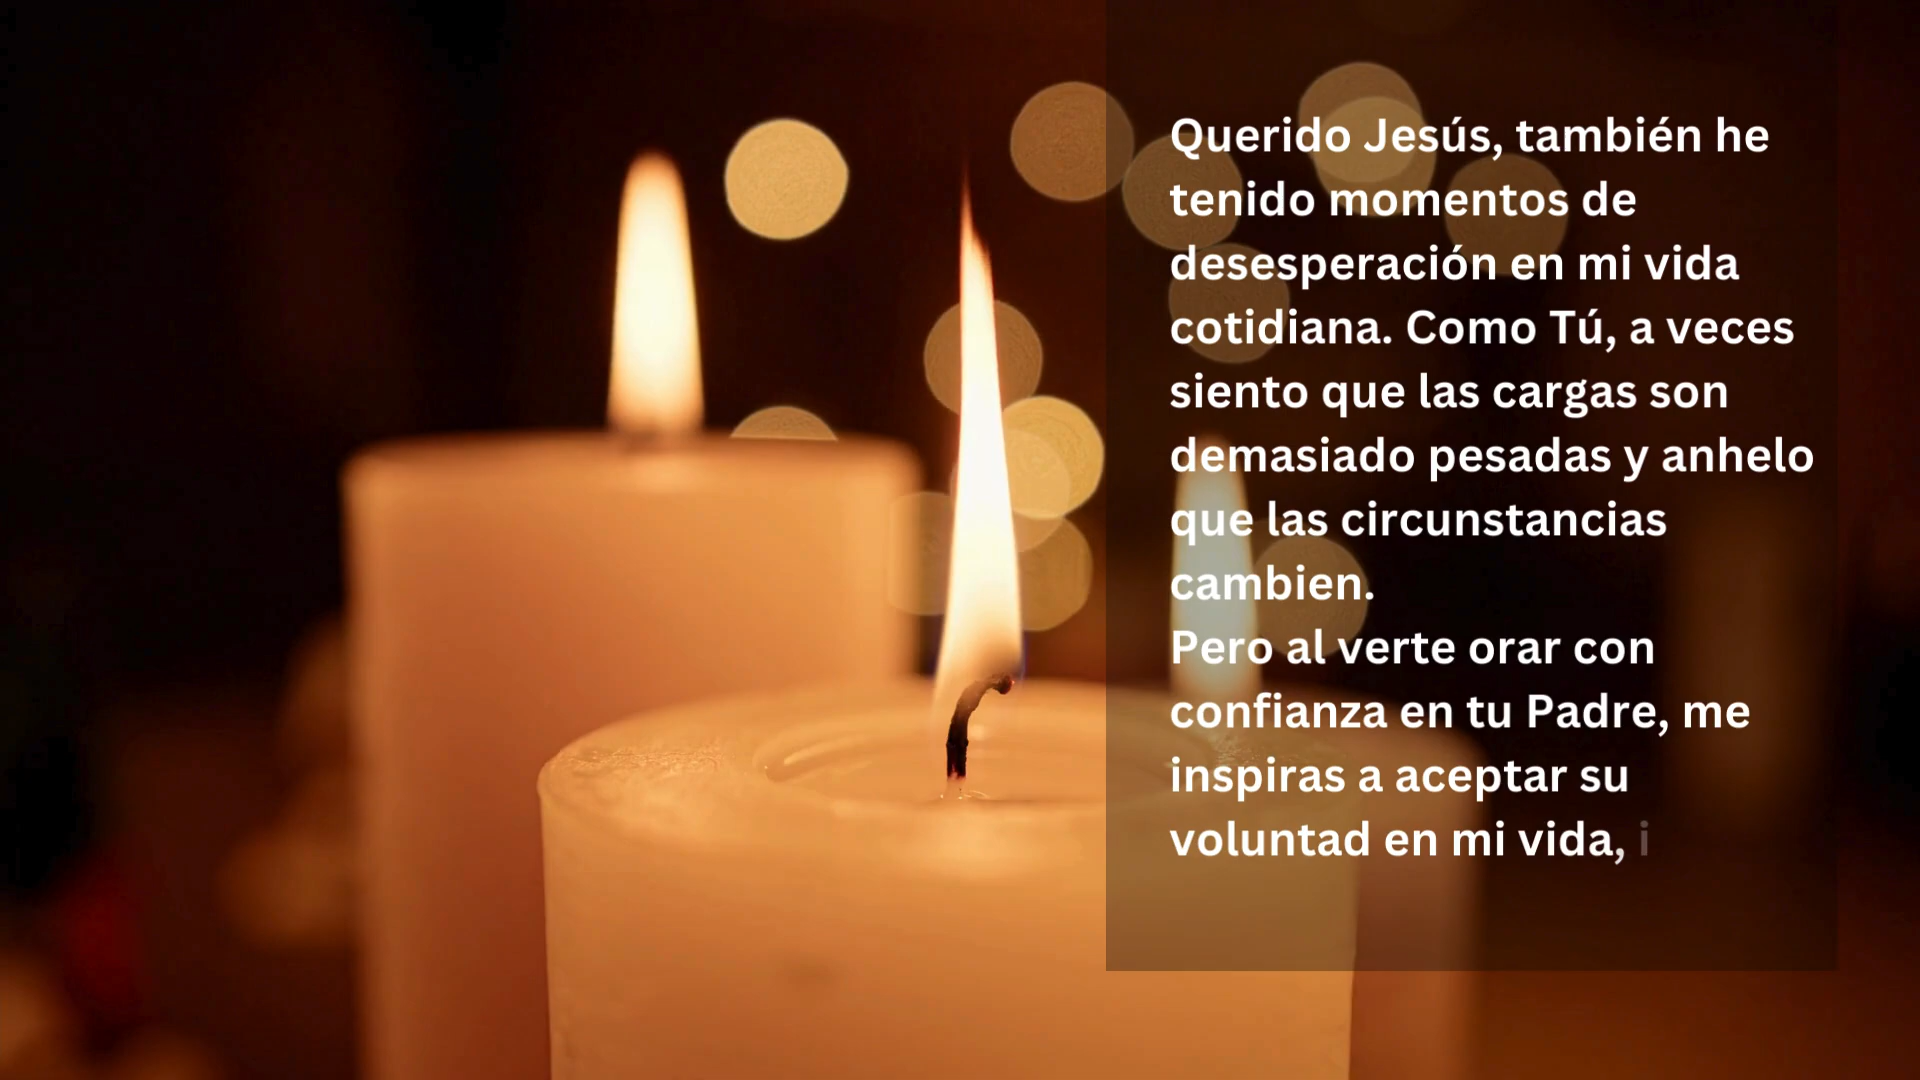 Querido Jesús, también he
tenido momentos de
desesperación en mi vida
cotidiana. Como Tú, a veces
siento que las cargas son
demasiado pesadas y anhelo
que las circunstancias
cambien.
Pero al verte orar con
confianza en tu Padre, me
inspiras a aceptar su
voluntad en mi vida, i